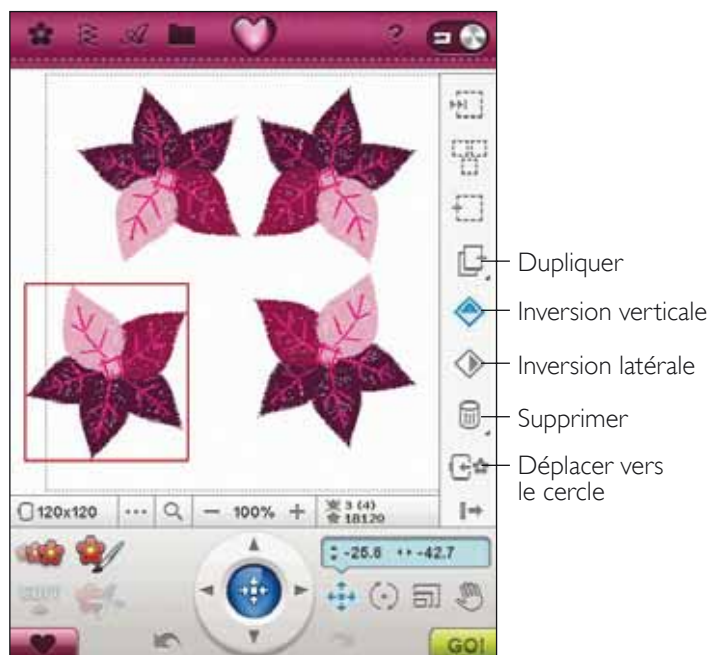 ?
Dupliquer
Inversion verticale
Inversion latérale
Supprimer
Déplacer vers
le cercle
120x120 ... − 100% + 3 (4)
18120
-25.8 -42.7
GO!